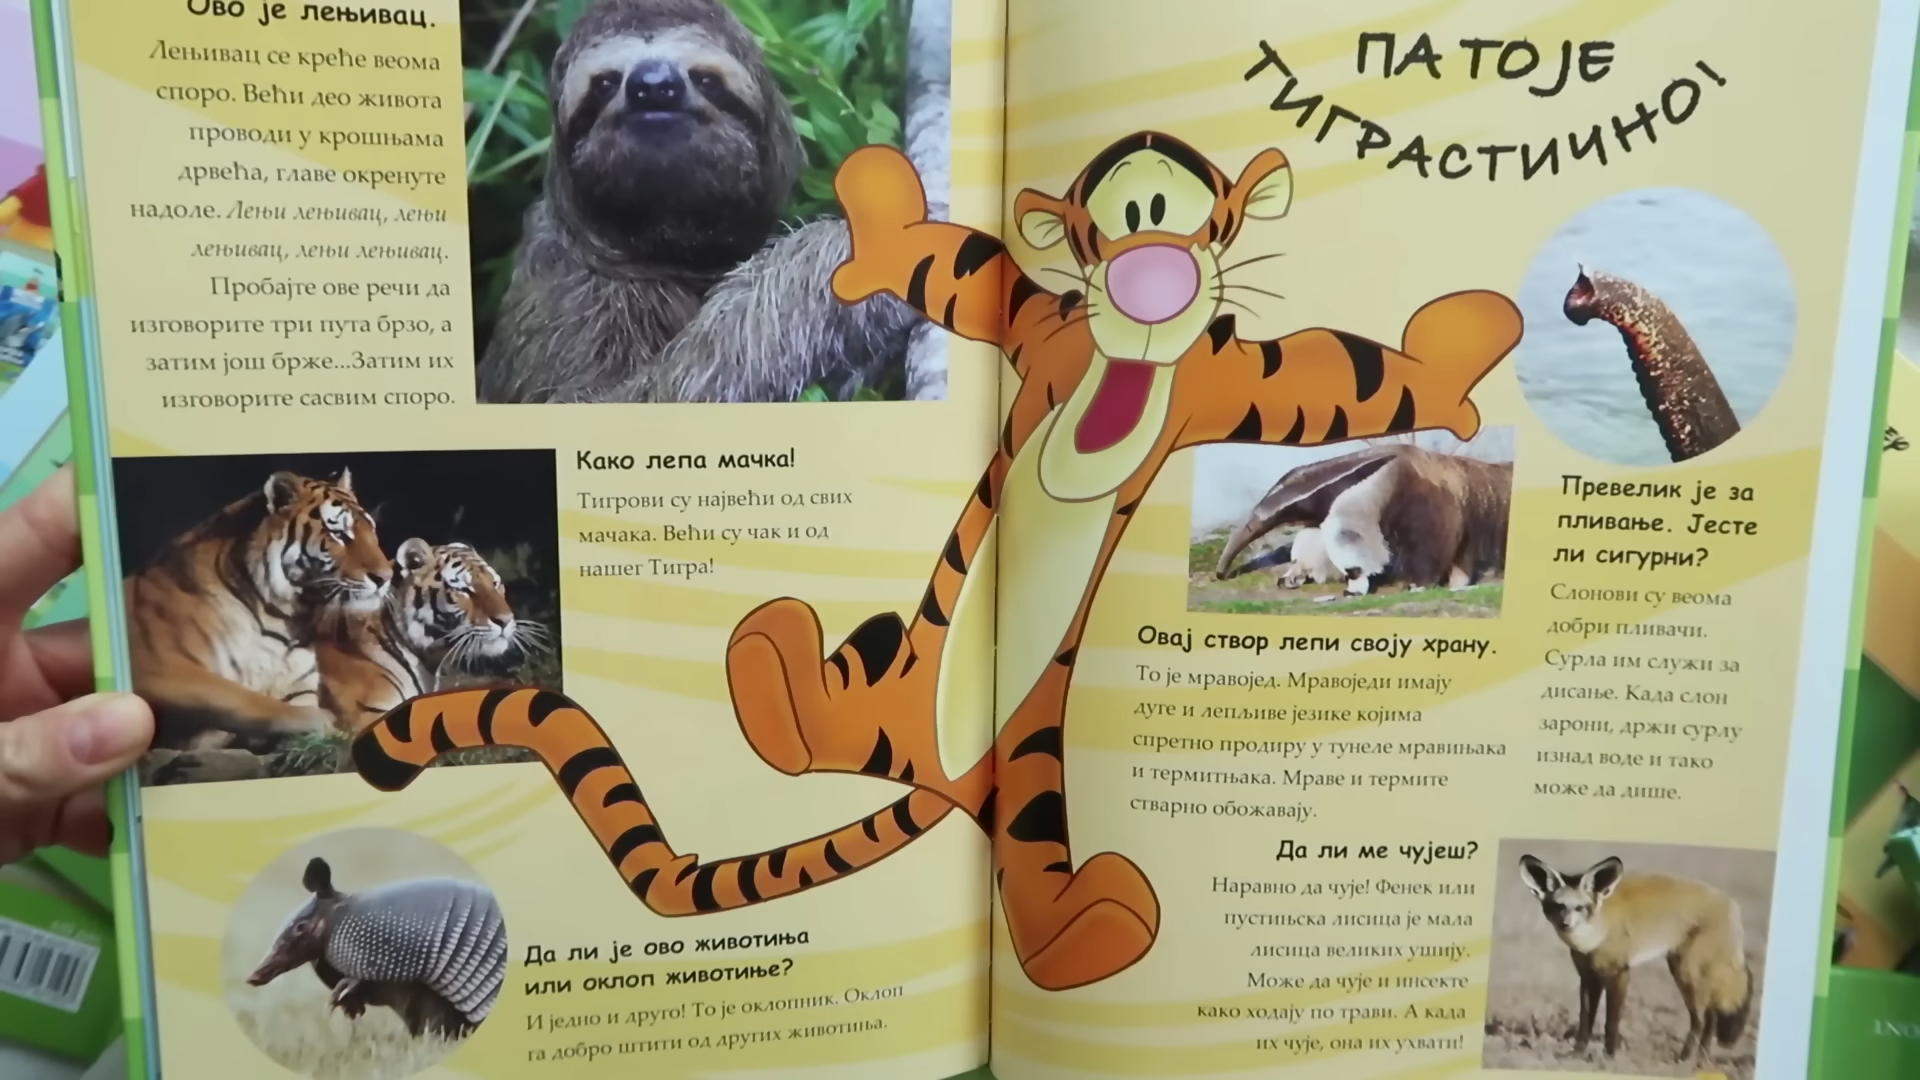 Ово је лењивац.
Лењивац се креће веома
споро. Већи део живота
проводи у крошњама
дрвећа, главе окренуте
надоле. Лењи лењивац, лењи
лењивац, лењи лењивац.
Пробајте ове речи да
изговорите три пута брзо, а
затим још брже...Затим их
изговорите сасвим споро.
Како лепа мачка!
Тигрови су највећи од свих
мачака. Већи су чак и од
нашег Тигра!
Да ли је ово животиња
или оклоп животиње?
И једно и друго! То је оклопник. Оклоп
га добро штити од других животиња.
ПА ТО ЈЕ
ТИГРАСТИЧНО!
Превелик је за
пливање. Јесте
ли сигурни?
Слонови су веома
добри пливачи.
Сурла им служи за
дисање. Када слон
зарони, држи сурлу
изнад воде и тако
може да дише.
Овај створ лепи своју храну.
То је мравојед. Мравоједи имају
дуге и лепљиве језике којима
спретно продиру у тунеле мравињака
и термитњака. Мраве и термите
стварно обожавају.
Да ли ме чујеш?
Наравно да чује! Фенек или
пустињска лисица је мала
лисица великих ушију.
Може да чује и инсекте
како ходају по трави. А када
их чује, она их ухвати!